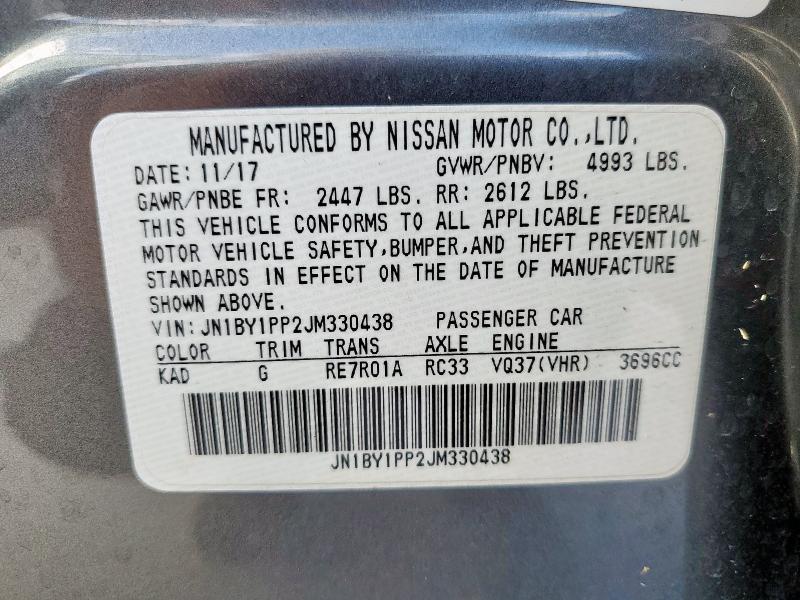 MANUFACTURED BY NISSAN MOTOR CO.,LTD.
DATE: 11/17 GVWR/PNBV: 4993 LBS.
GAWR/PNBE FR: 2447 LBS. RR: 2612 LBS.
THIS VEHICLE CONFORMS TO ALL APPLICABLE FEDERAL
MOTOR VEHICLE SAFETY,BUMPER,AND THEFT PREVENTION
STANDARDS IN EFFECT ON THE DATE OF MANUFACTURE
SHOWN ABOVE.
VIN: JN1BY1PP2JM330438 PASSENGER CAR
COLOR TRIM TRANS AXLE ENGINE
KAD G RE7R01A RC33 VQ37(VHR) 3696CC
JN1BY1PP2JM330438